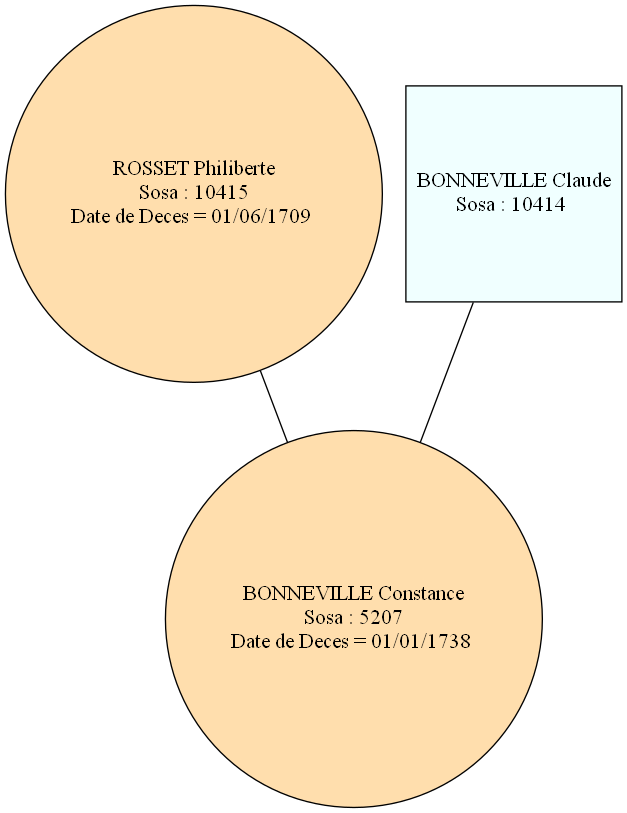 ROSSET Philiberte
Sosa : 10415
Date de Deces = 01/06/1709
BONNEVILLE Claude
Sosa : 10414
BONNEVILLE Constance
Sosa : 5207
Date de Deces = 01/01/1738